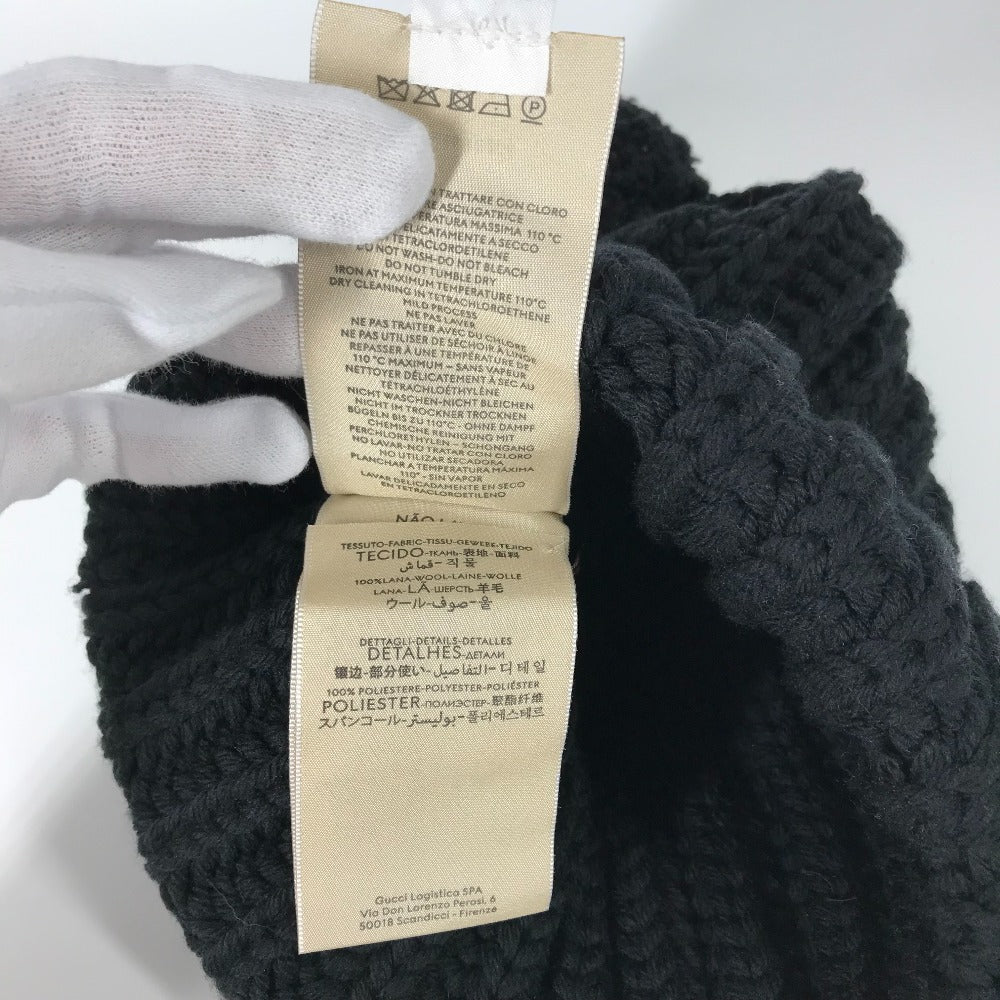 P
TRATTARE CON CLORO
ASCIUGATRICE
MASSIMA 110 °C
DELICATAMENTE A SECCO
TETRACLOROETILENE
DO NOT WASH-DO NOT BLEACH
DO NOT TUMBLE DRY
IRON AT MAXIMUM TEMPERATURE 110°C
DRY CLEANING IN TETRACHLOROETHENE
MILD PROCESS
NE PAS LAVER
NE PAS TRAITER AVEC DU CHLORE
NE PAS UTILISER DE SÉCHOIR À LINGE
REPASSER À UNE TEMPÉRATURE DE
110 °C MAXIMUM – SANS VAPEUR
NETTOYER DÉLICATEMENT À SEC AU
TÉTRACHLOÉTHYLÈNE
NICHT WASCHEN-NICHT BLEICHEN
NICHT IM TROCKNER TROCKNEN
BÜGELN BIS ZU 110°C - OHNE DAMPF
CHEMISCHE REINIGUNG MIT
PERCHLORETHYLEN – SCHONGANG
NO LAVAR-NO TRATAR CON CLORO
NO UTILIZAR SECADORA
PLANCHAR A TEMPERATURA MÁXIMA
110° - SIN VAPOR
LAVAR DELICADAMENTE EN SECO
EN TETRACLOROETILENO
NÃO
TESSUTO-FABRIC-TISSU-GEWEBE-TEJIDO
TECIDO-ТКАНЬ-表地-面料
قماش-직물
100%LANA-WOOL-LAINE-WOLLE
LANA-LÃ ШЕРСТЬ-羊毛
ウール-صوف-울
DETTAGLI-DETAILS-DETALLES
DETALHES-ДЕТАЛИ
镶边-部分使い-التفاصيل-디테일
100% POLIESTERE-POLYESTER-POLIÉSTER
POLIESTER-ПОЛИЭСТЕР-聚酯纤维
スパンコール-بوليستر-폴리에스테르
Gucci Logistica SPA
Via Don Lorenzo Perosi, 6
50018 Scandicci - Firenze